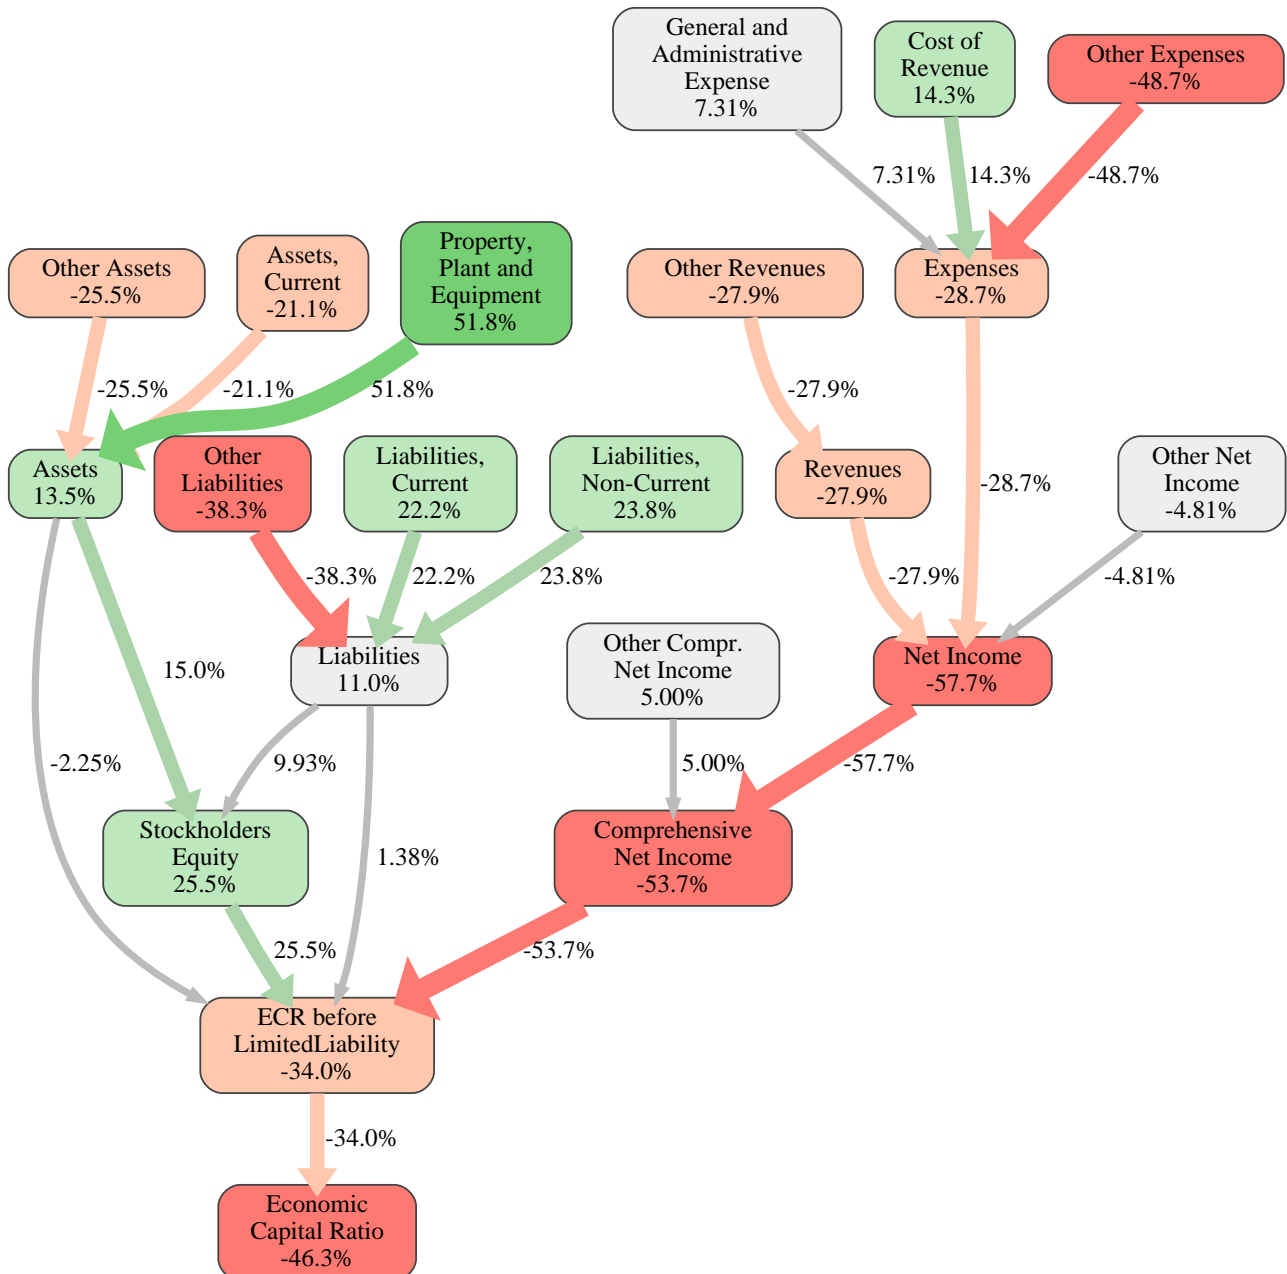 General and
Administrative
Expense
7.31%
Cost of
Revenue
14.3%
Other Expenses
-48.7%
7.31%
14.3%
-48.7%
Other Assets
-25.5%
Assets,
Current
-21.1%
Property,
Plant and
Equipment
51.8%
Other Revenues
-27.9%
Expenses
-28.7%
-25.5%
-21.1%
51.8%
-27.9%
Assets
13.5%
Other
Liabilities
-38.3%
Liabilities,
Current
22.2%
Liabilities,
Non-Current
23.8%
Revenues
-27.9%
-28.7%
Other Net
Income
-4.81%
-38.3%
22.2%
23.8%
-27.9%
-4.81%
Liabilities
11.0%
Other Compr.
Net Income
5.00%
Net Income
-57.7%
15.0%
-2.25%
9.93%
5.00%
-57.7%
Stockholders
Equity
25.5%
1.38%
Comprehensive
Net Income
-53.7%
25.5%
-53.7%
ECR before
LimitedLiability
-34.0%
-34.0%
Economic
Capital Ratio
-46.3%